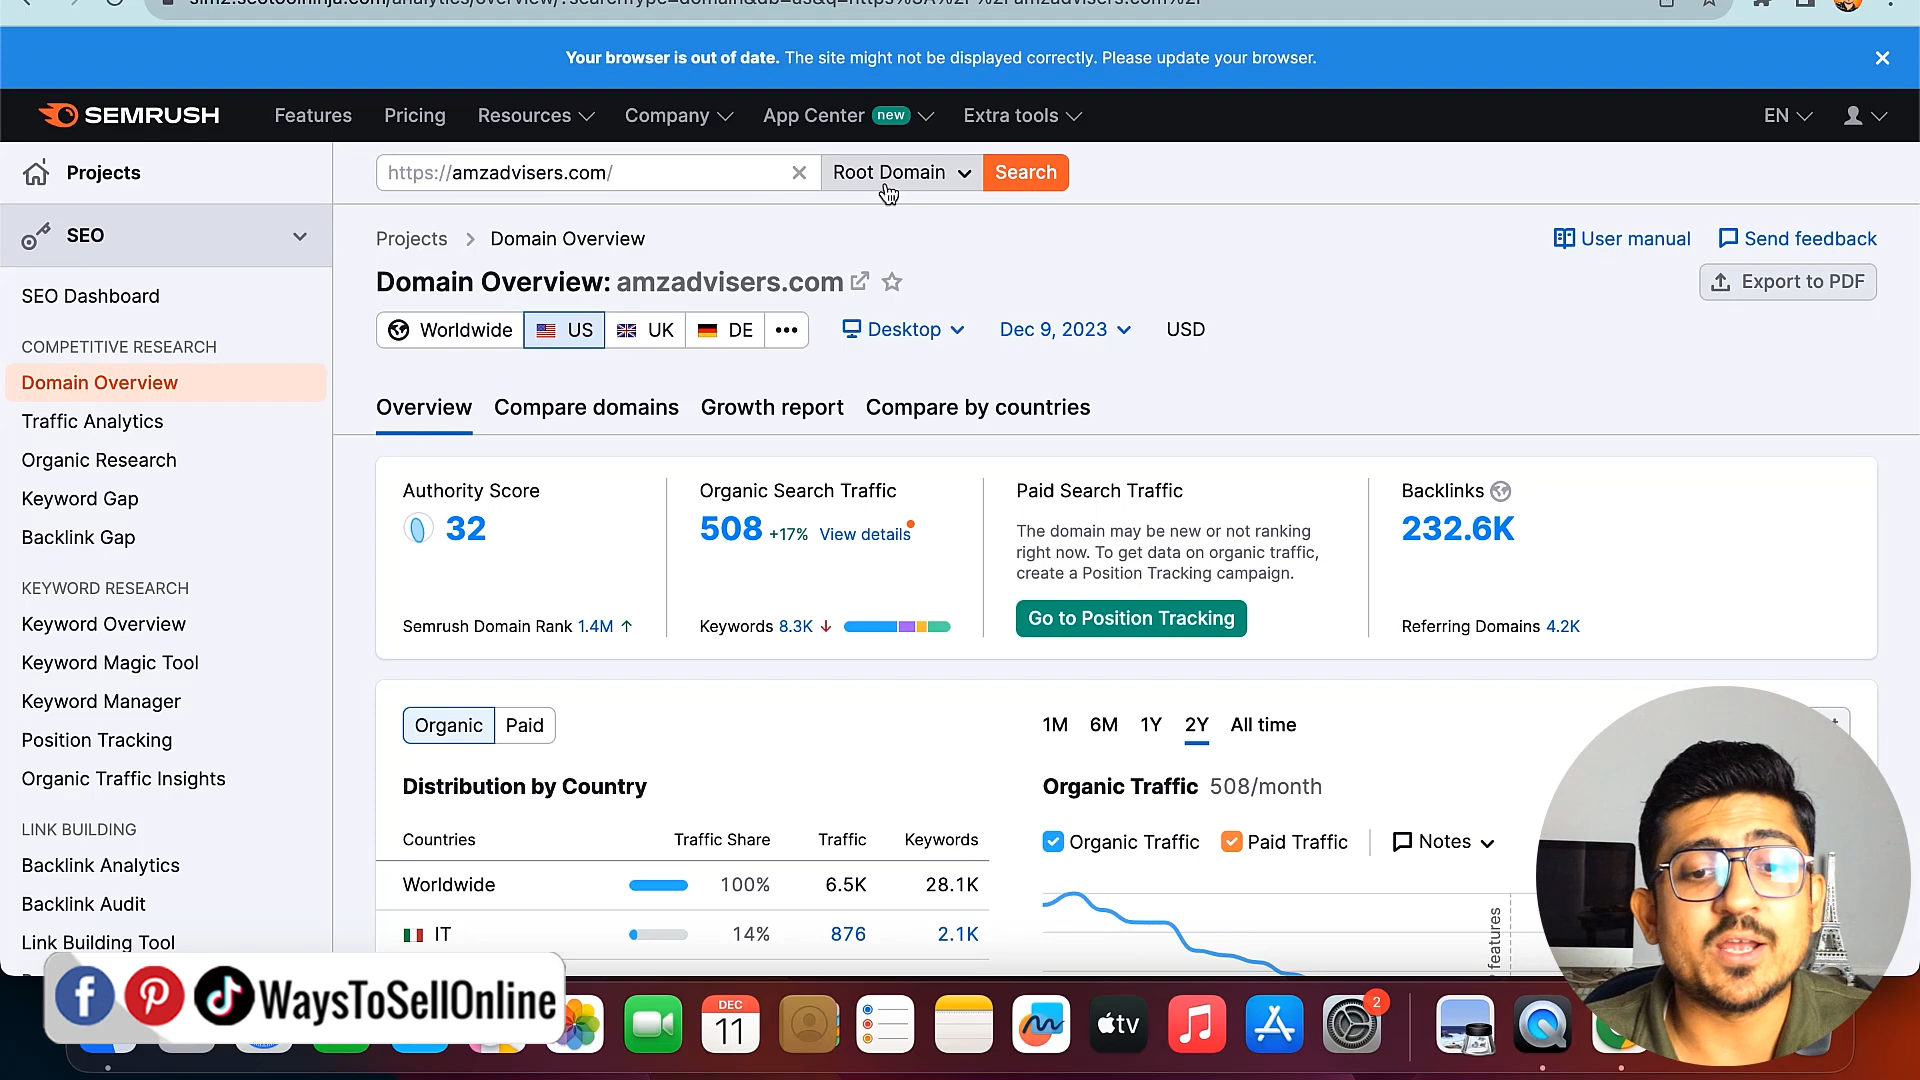 Your browser is out of date. The site might not be displayed correctly. Please update your browser.
SEMRUSH
Features Pricing Resources Company App Center new Extra tools EN
Projects
https://amzadvisers.com/ Root Domain Search
SEO
Projects > Domain Overview
User manual Send feedback
Domain Overview: amzadvisers.com
Export to PDF
SEO Dashboard
Worldwide US UK DE ••• Desktop Dec 9, 2023 USD
COMPETITIVE RESEARCH
Domain Overview
Traffic Analytics
Organic Research
Keyword Gap
Backlink Gap
KEYWORD RESEARCH
Keyword Overview
Keyword Magic Tool
Keyword Manager
Position Tracking
Organic Traffic Insights
LINK BUILDING
Backlink Analytics
Backlink Audit
Link Building Tool
Overview Compare domains Growth report Compare by countries
Authority Score
32
Semrush Domain Rank 1.4M ↑
Organic Search Traffic
508 +17% View details
Keywords 8.3K ↓
Paid Search Traffic
The domain may be new or not ranking
right now. To get data on organic traffic,
create a Position Tracking campaign.
Go to Position Tracking
Backlinks
232.6K
Referring Domains 4.2K
Organic Paid
Distribution by Country
Countries Traffic Share Traffic Keywords
Worldwide 100% 6.5K 28.1K
IT 14% 876 2.1K
1M 6M 1Y 2Y All time
Organic Traffic 508/month
Organic Traffic Paid Traffic Notes
features
WaysToSellOnline
DEC
11
tv
2